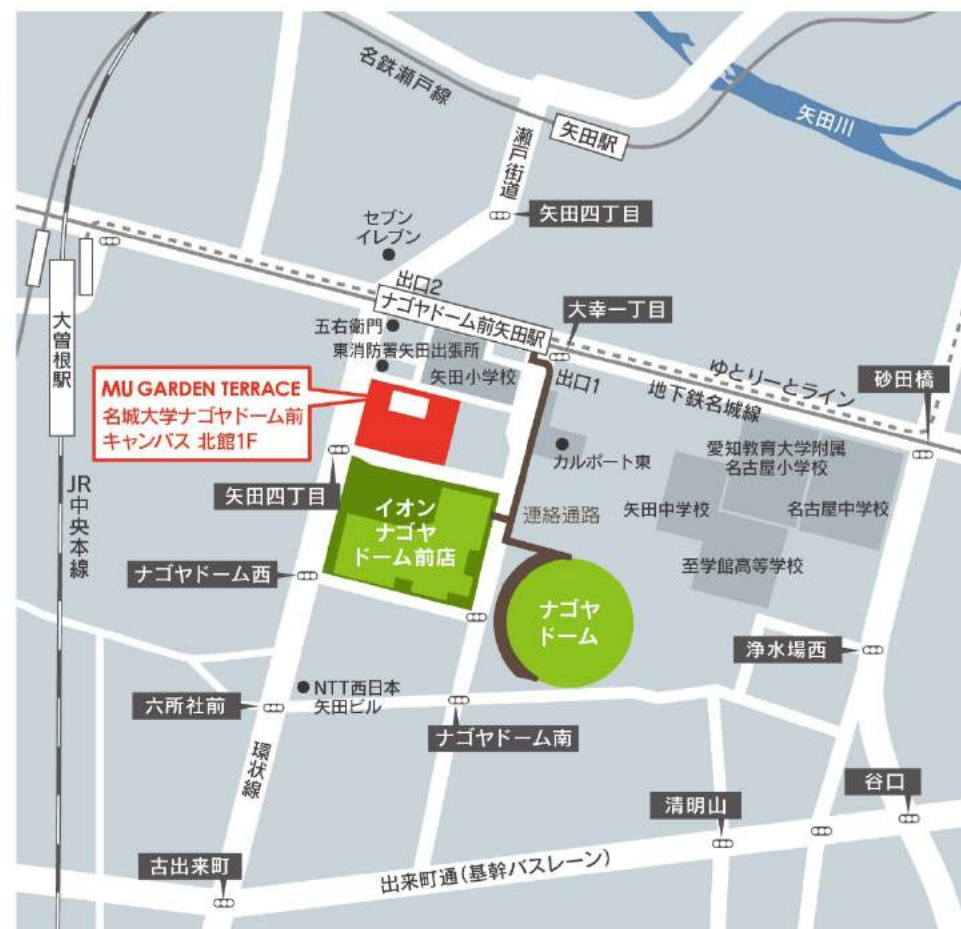 名鉄瀬戸線
矢田駅
矢田川
瀬戸街道
セブン
イレブン
矢田四丁目
出口2
ナゴヤドーム前矢田駅
大幸一丁目
五右衛門
東消防署矢田出張所
矢田小学校
出口1
ゆとりーとライン
地下鉄名城線
砂田橋
大曽根駅
MU GARDEN TERRACE
名城大学ナゴヤドーム前
キャンパス 北館1F
カルポート東
愛知教育大学附属
名古屋小学校
矢田四丁目
JR中央本線
イオン
ナゴヤ
ドーム前店
連絡通路
矢田中学校
名古屋中学校
至学館高等学校
ナゴヤドーム西
ナゴヤ
ドーム
浄水場西
NTT西日本
矢田ビル
六所社前
ナゴヤドーム南
環状線
清明山
谷口
古出来町
出来町通(基幹バスレーン)